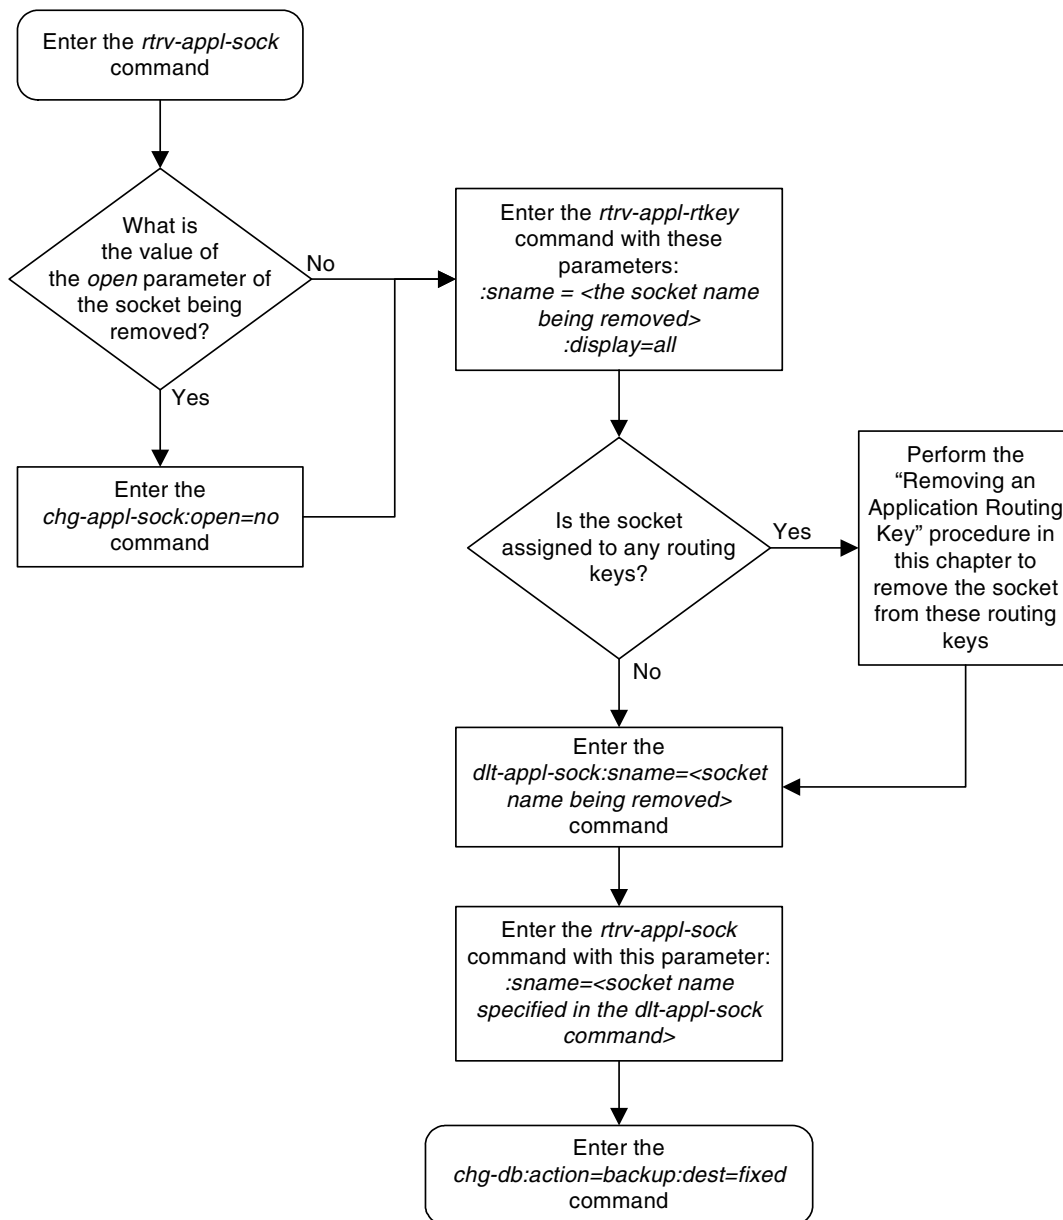 Enter the rtrv-appl-sock
command
What is
the value of
the open parameter of
the socket being
removed?
No
Yes
Enter the
chg-appl-sock:open=no
command
Enter the rtrv-appl-rtkey
command with these
parameters:
:sname = <the socket name
being removed>
:display=all
Is the socket
assigned to any routing
keys?
Yes
No
Perform the
“Removing an
Application Routing
Key” procedure in
this chapter to
remove the socket
from these routing
keys
Enter the
dlt-appl-sock:sname=<socket
name being removed>
command
Enter the rtrv-appl-sock
command with this parameter:
:sname=<socket name
specified in the dlt-appl-sock
command>
Enter the
chg-db:action=backup:dest=fixed
command